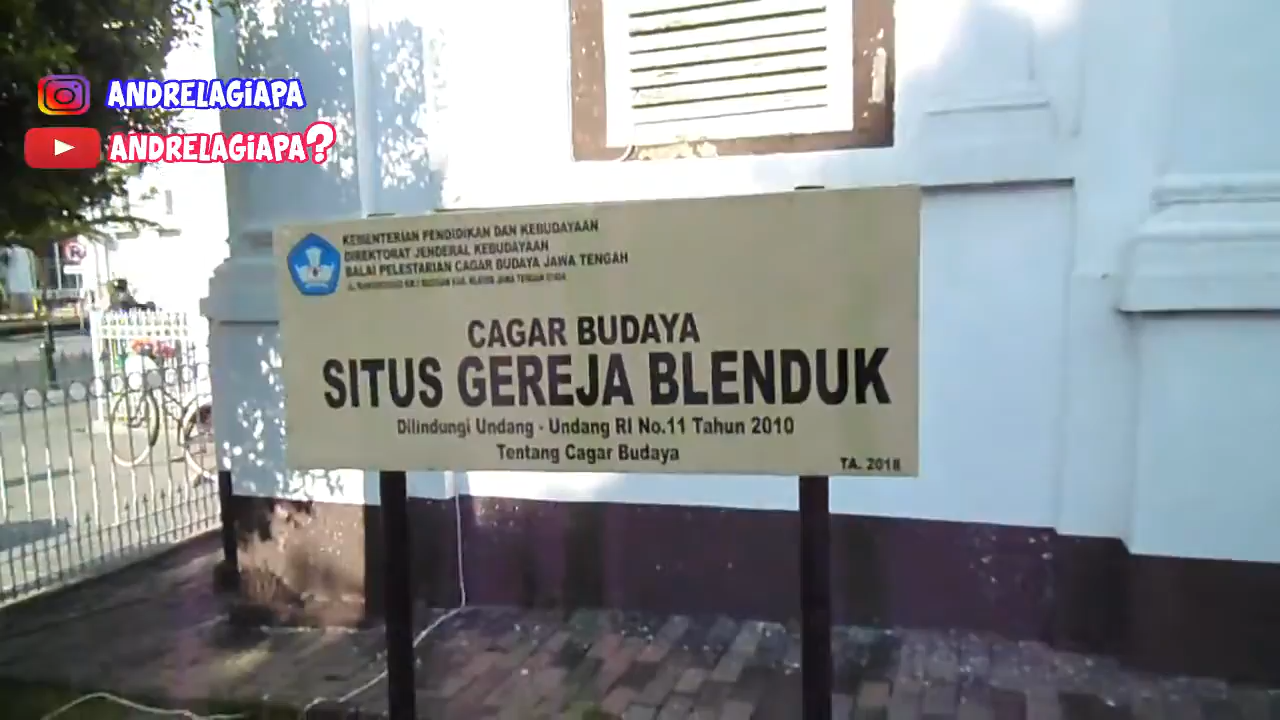 ANDRELAGIAPA
ANDRELAGIAPA?
KEMENTERIAN PENDIDIKAN DAN KEBUDAYAAN
DIREKTORAT JENDERAL KEBUDAYAAN
BALAI PELESTARIAN CAGAR BUDAYA JAWA TENGAH
CAGAR BUDAYA
SITUS GEREJA BLENDUK
Dilindungi Undang - Undang RI No.11 Tahun 2010
Tentang Cagar Budaya
TA. 2018